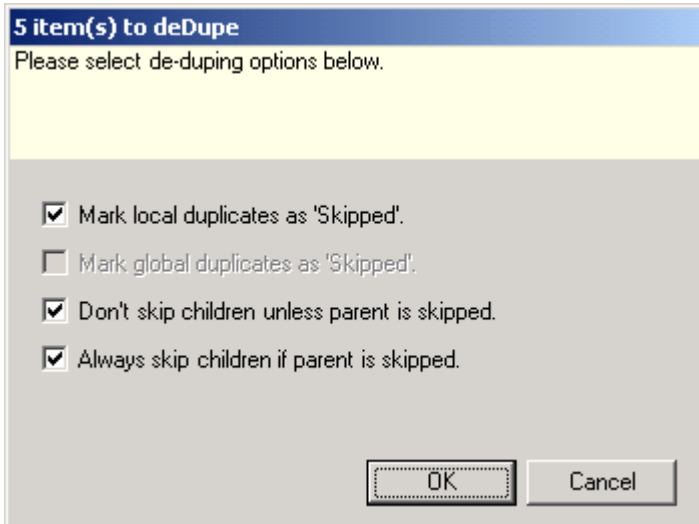 5 item(s) to deDupe
Please select de-duping options below.
Mark local duplicates as 'Skipped'.
Mark global duplicates as 'Skipped'.
Don't skip children unless parent is skipped.
Always skip children if parent is skipped.
OK
Cancel